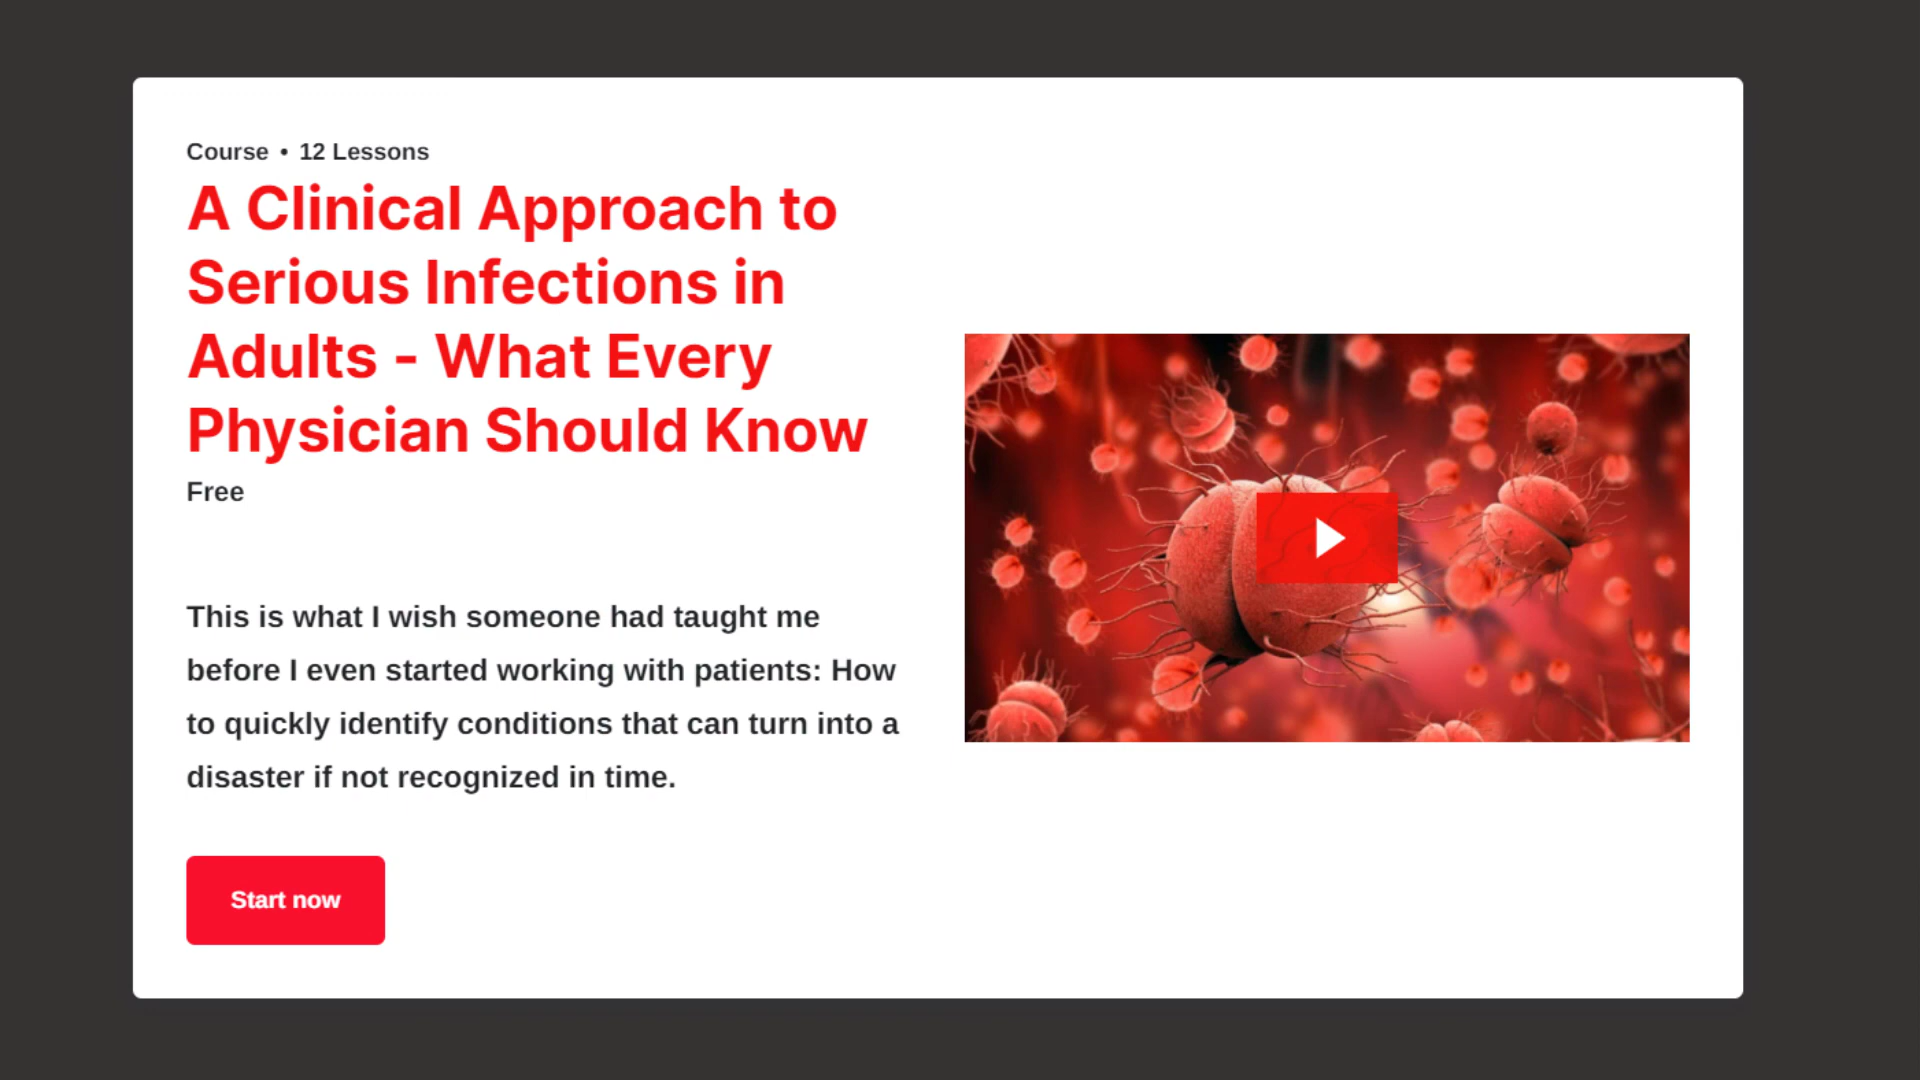 Course • 12 Lessons
A Clinical Approach to
Serious Infections in
Adults - What Every
Physician Should Know
Free
This is what I wish someone had taught me
before I even started working with patients: How
to quickly identify conditions that can turn into a
disaster if not recognized in time.
Start now